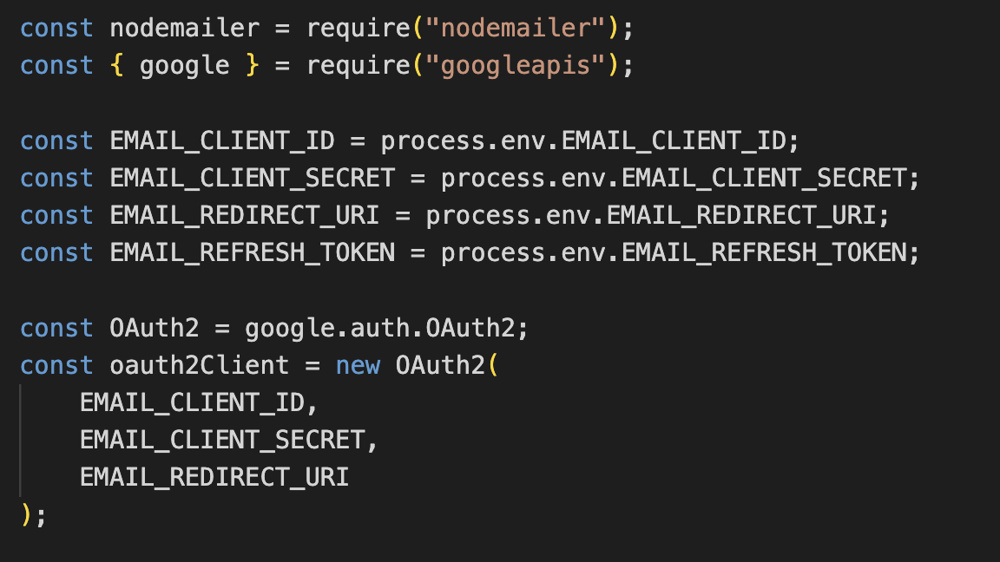 const nodemailer = require("nodemailer");
const { google } = require("googleapis");

const EMAIL_CLIENT_ID = process.env.EMAIL_CLIENT_ID;
const EMAIL_CLIENT_SECRET = process.env.EMAIL_CLIENT_SECRET;
const EMAIL_REDIRECT_URI = process.env.EMAIL_REDIRECT_URI;
const EMAIL_REFRESH_TOKEN = process.env.EMAIL_REFRESH_TOKEN;

const OAuth2 = google.auth.OAuth2;
const oauth2Client = new OAuth2(
    EMAIL_CLIENT_ID,
    EMAIL_CLIENT_SECRET,
    EMAIL_REDIRECT_URI
);